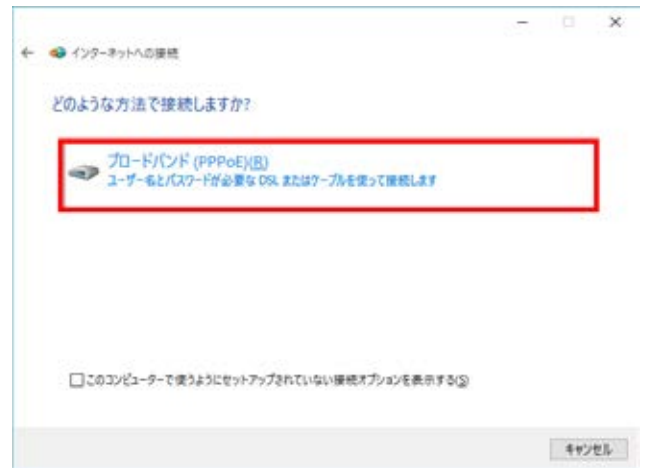 インターネットへの接続
どのような方法で接続しますか?
ブロードバンド (PPPoE)(R)
ユーザー名とパスワードが必要な DSL またはケーブルを使って接続します
このコンピューターで使うようにセットアップされていない接続オプションを表示する(S)
キャンセル